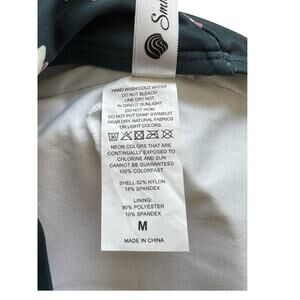 Smi
HAND WASH COLD WATER
DO NOT BLEACH
LINE DRY NOT
IN DIRECT SUNLIGHT
DO NOT IRON
DO NOT PUT DAMP SWIMSUIT
NEAR DRY, NATURAL FABRICS
OR LIGHT COLORS
NEON COLORS THAT ARE
CONTINUALLY EXPOSED TO
CHLORINE AND SUN
CANNOT BE GUARANTEED
100% COLORFAST
SHELL: 82% NYLON
18% SPANDEX
LINING:
90% POLYESTER
10% SPANDEX
M
MADE IN CHINA